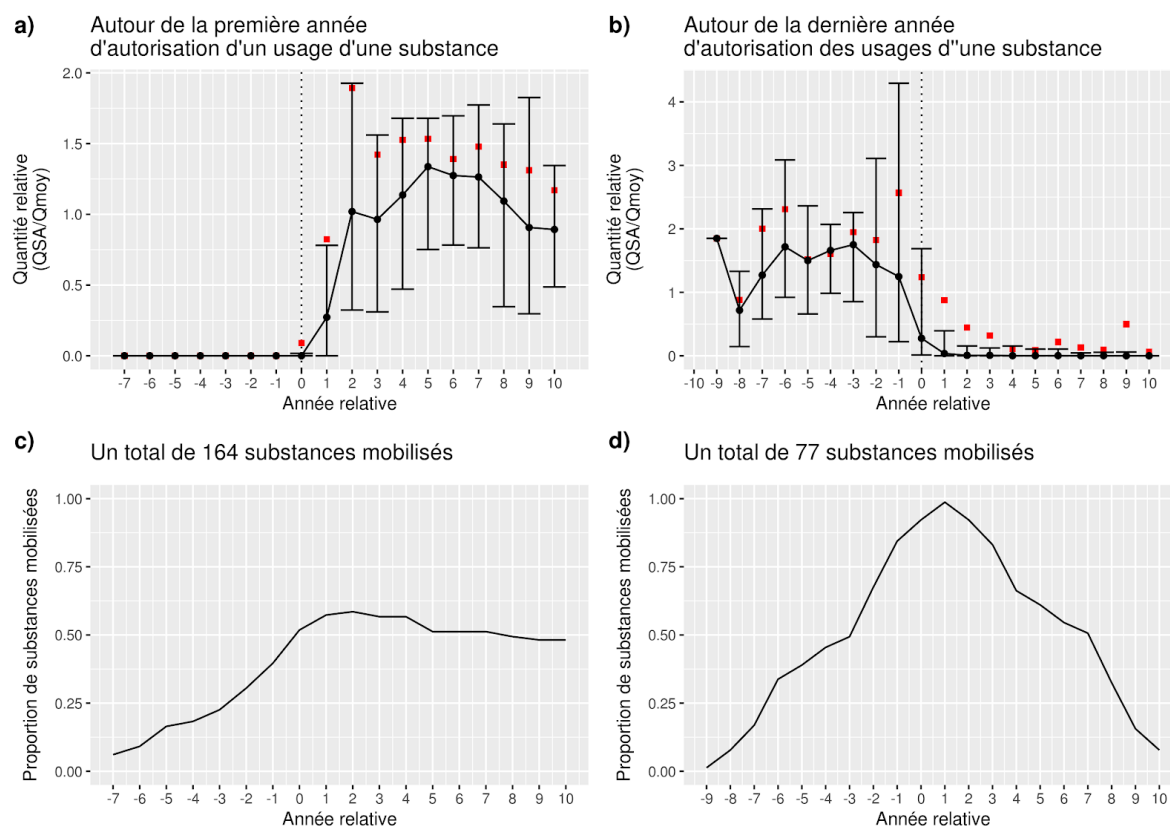 a)
Autour de la première année
d'autorisation d'un usage d'une substance
Quantité relative
(QSA/Qmoy)
2.0
1.5
1.0
0.5
0.0
-7 -6 -5 -4 -3 -2 -1 0 1 2 3 4 5 6 7 8 9 10
Année relative
b)
Autour de la dernière année
d'autorisation des usages d''une substance
Quantité relative
(QSA/Qmoy)
4
3
2
1
0
-10 -9 -8 -7 -6 -5 -4 -3 -2 -1 0 1 2 3 4 5 6 7 8 9 10
Année relative
c)
Un total de 164 substances mobilisés
Proportion de substances mobilisées
1.00
0.75
0.50
0.25
0.00
-7 -6 -5 -4 -3 -2 -1 0 1 2 3 4 5 6 7 8 9 10
Année relative
d)
Un total de 77 substances mobilisés
Proportion de substances mobilisées
1.00
0.75
0.50
0.25
0.00
-9 -8 -7 -6 -5 -4 -3 -2 -1 0 1 2 3 4 5 6 7 8 9 10
Année relative